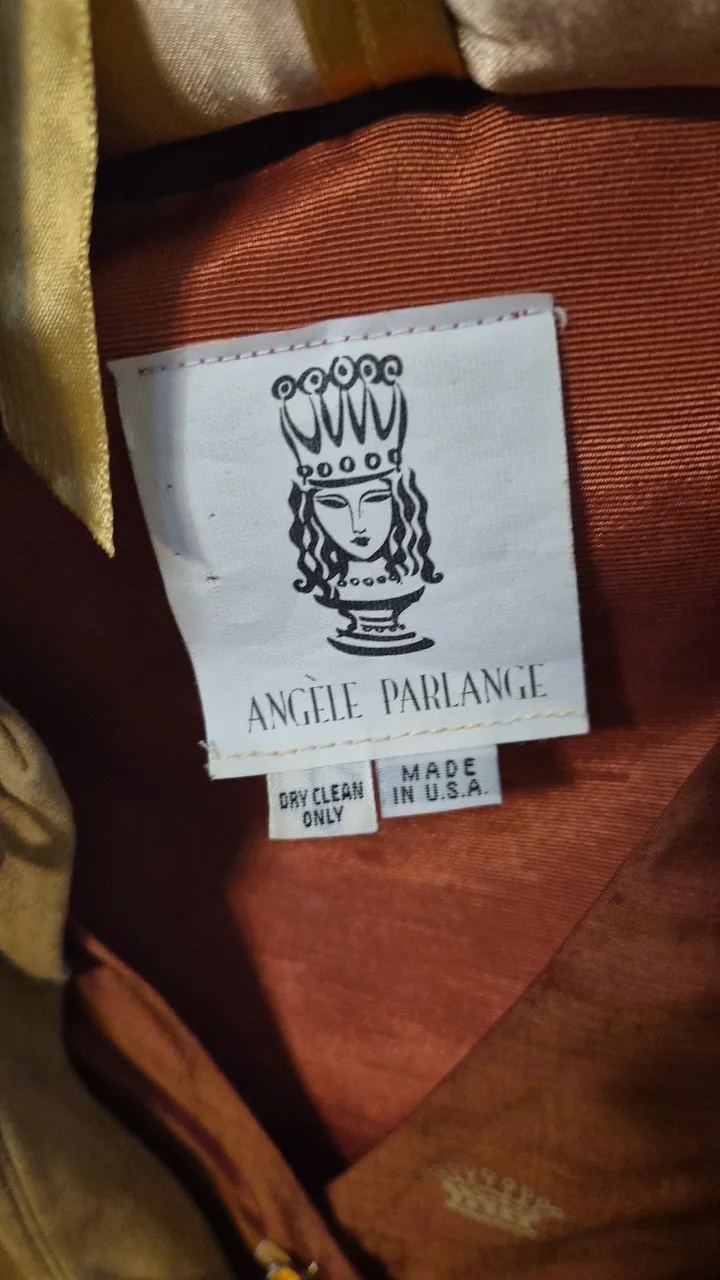 ANGÈLE PARLANGE
DRY CLEAN
ONLY
MADE
IN U.S.A.